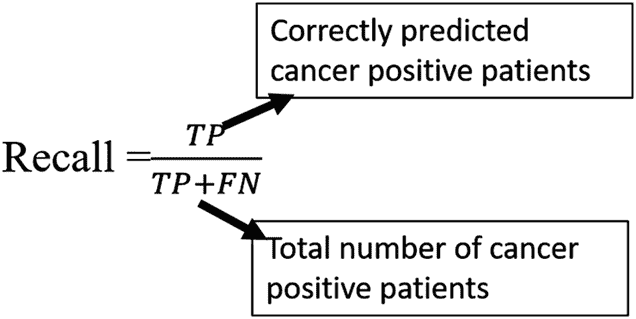 Correctly predicted
cancer positive patients
Recall = TP
TP+FN
Total number of cancer
positive patients